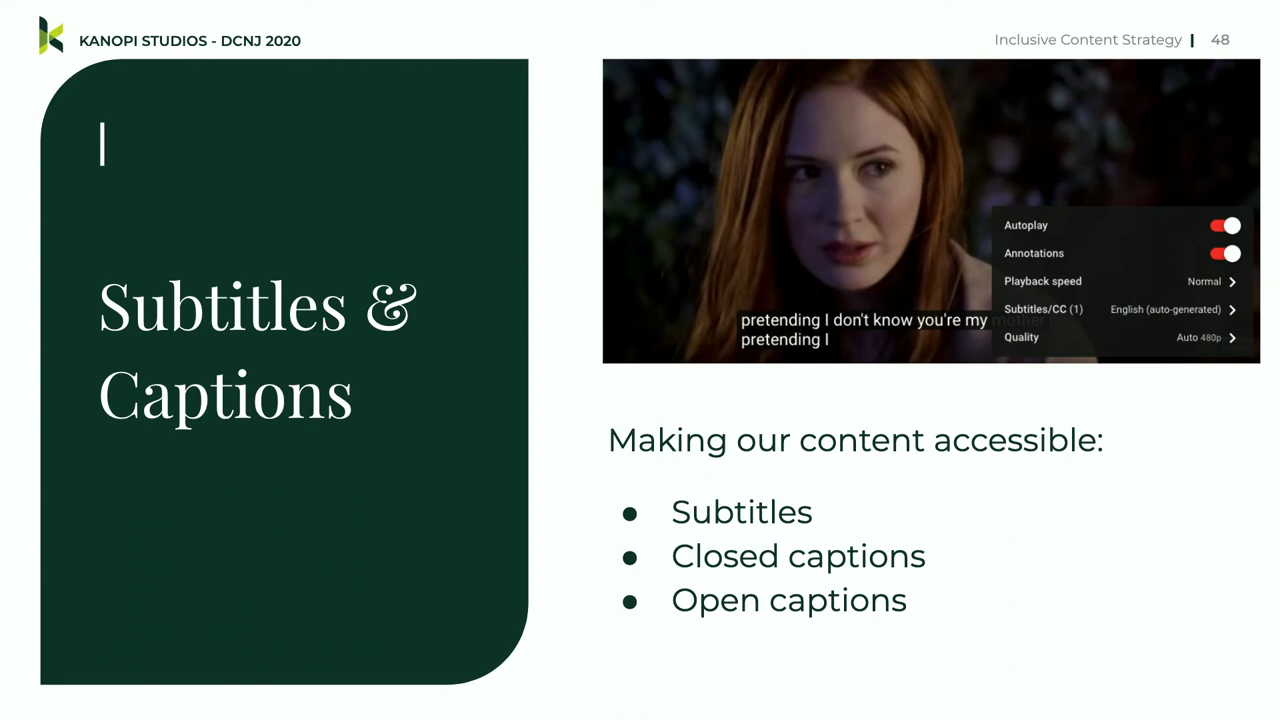 KANOPI STUDIOS - DCNJ 2020
Inclusive Content Strategy | 48
Subtitles &
Captions
Autoplay
Annotations
Playback speed Normal
Subtitles/CC (1) English (auto-generated)
Quality Auto 480p
pretending I don't know you're my mother
pretending I
Making our content accessible:
● Subtitles
● Closed captions
● Open captions